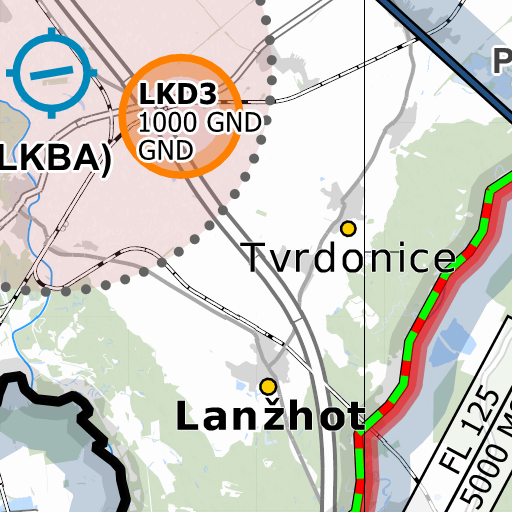 P
LKD3
1000 GND
GND
LKBA)
Tvrdonice
Lanžhot
FL 125
5000 M